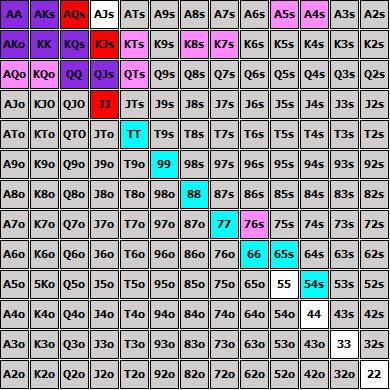 AA AKs AQs AJs ATs A9s A8s A7s A6s A5s A4s A3s A2s
AKo KK KQs KJs KTs K9s K8s K7s K6s K5s K4s K3s K2s
AQo KQo QQ QJs QTs Q9s Q8s Q7s Q6s Q5s Q4s Q3s Q2s
AJo KJO QJO JJ JTs J9s J8s J7s J6s J5s J4s J3s J2s
ATo KTo QTO JTo TT T9s T8s T7s T6s T5s T4s T3s T2s
A9o K9o Q9o J9o T9o 99 98s 97s 96s 95s 94s 93s 92s
A8o K8o Q8o J8o T8o 98o 88 87s 86s 85s 84s 83s 82s
A7o K7o Q7o J7o T7o 97o 87o 77 76s 75s 74s 73s 72s
A6o K6o Q6o J6o T6o 96o 86o 76o 66 65s 64s 63s 62s
A5o 5Ko Q5o J5o T5o 95o 85o 75o 65o 55 54s 53s 52s
A4o K4o Q4o J4o T4o 94o 84o 74o 64o 54o 44 43s 42s
A3o K3o Q3o J3o T3o 93o 83o 73o 63o 53o 43o 33 32s
A2o K2o Q2o J2o T2o 92o 82o 72o 62o 52o 42o 32o 22